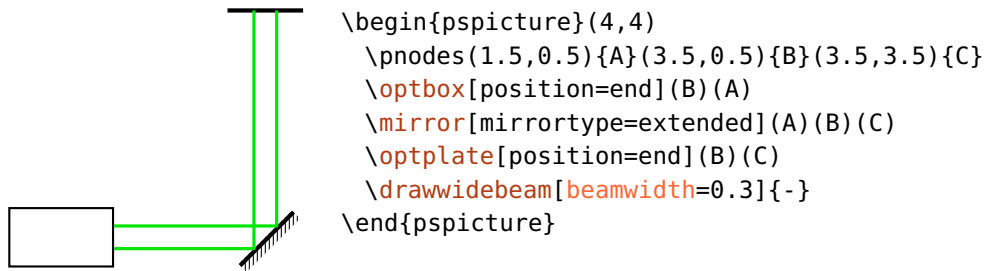 \begin{pspicture}(4,4)
  \pnodes(1.5,0.5){A}(3.5,0.5){B}(3.5,3.5){C}
  \optbox[position=end](B)(A)
  \mirror[mirrortype=extended](A)(B)(C)
  \optplate[position=end](B)(C)
  \drawwidebeam[beamwidth=0.3]{-}
\end{pspicture}